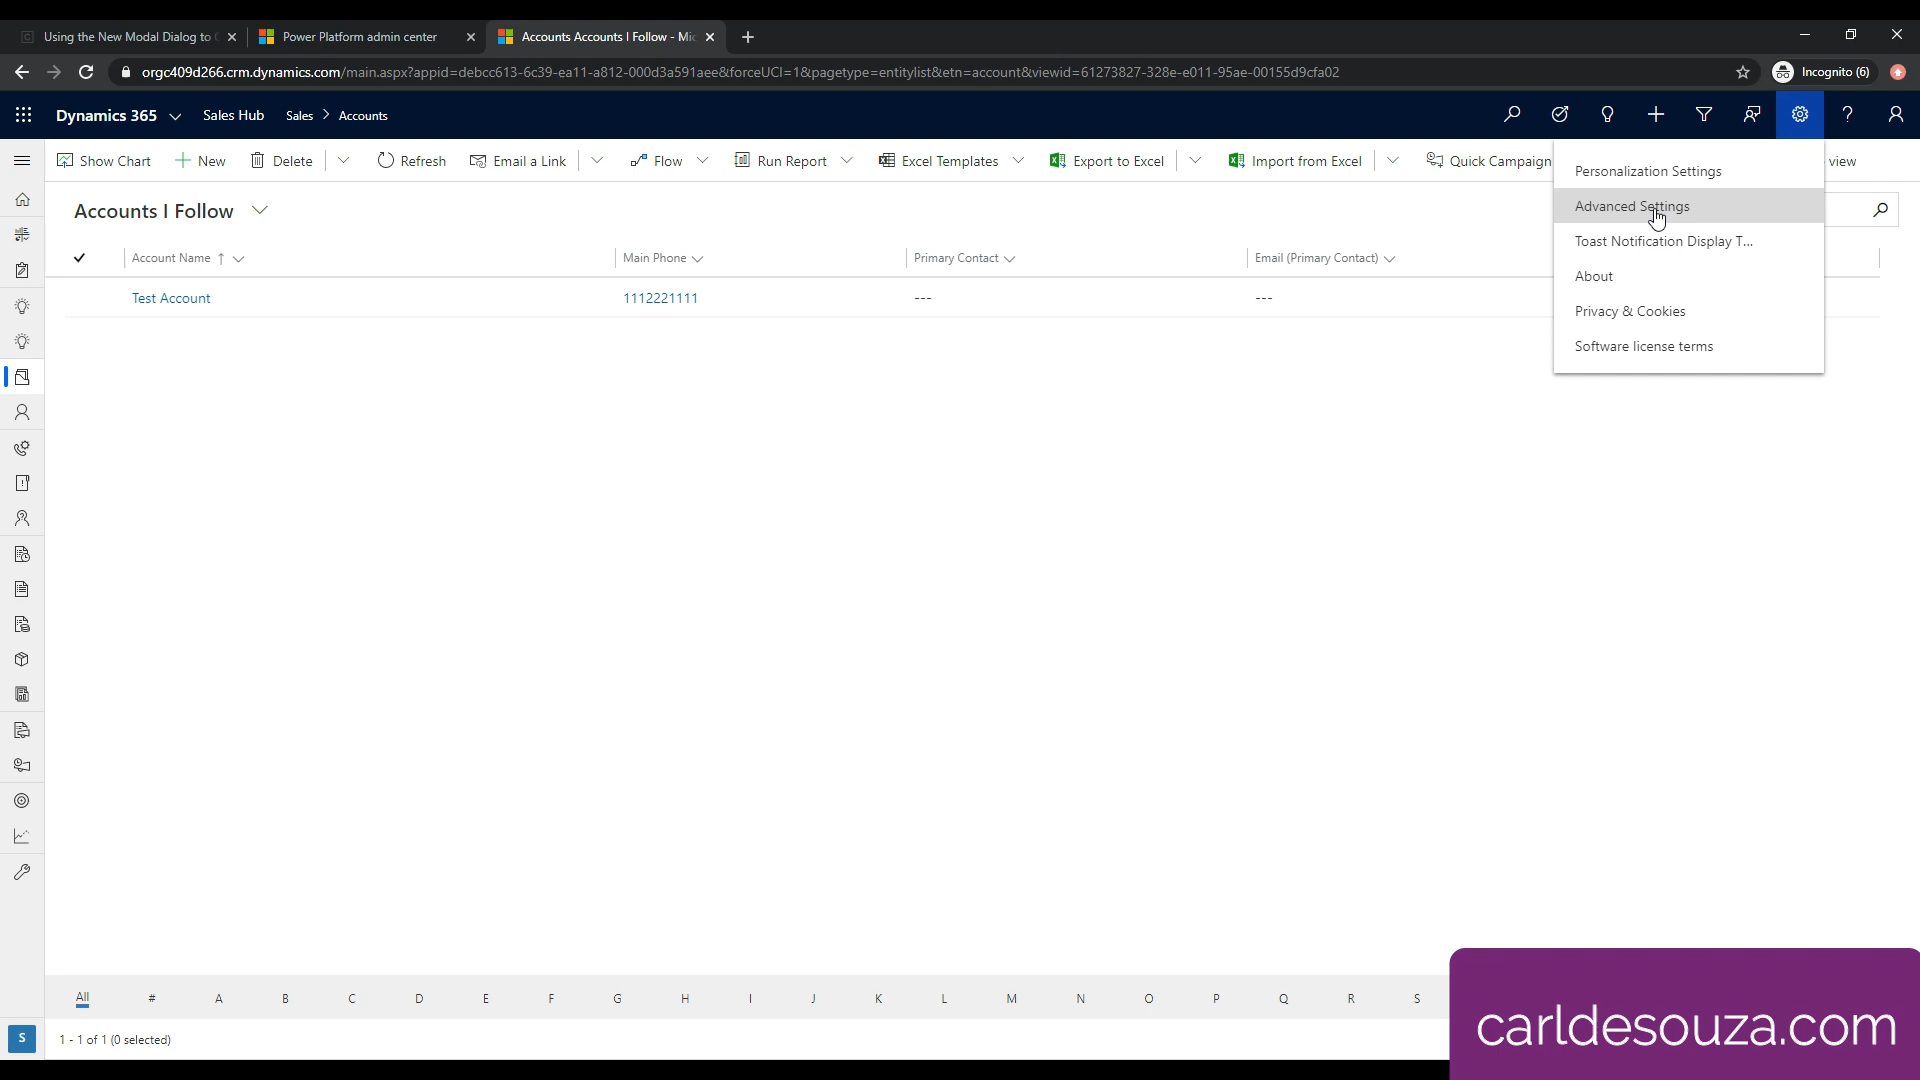 Using the New Modal Dialog to
Power Platform admin center
Accounts Accounts I Follow - Mic
orgc409d266.crm.dynamics.com/main.aspx?appid=debcc613-6c39-ea11-a812-000d3a591aee&forceUCI=1&pagetype=entitylist&etn=account&viewid=61273827-328e-e011-95ae-00155d9cfa02
Incognito (6)
Dynamics 365
Sales Hub
Sales > Accounts
Show Chart
New
Delete
Refresh
Email a Link
Flow
Run Report
Excel Templates
Export to Excel
Import from Excel
Quick Campaign
view
Personalization Settings
Advanced Settings
Toast Notification Display T...
About
Privacy & Cookies
Software license terms
Accounts I Follow
Account Name
Main Phone
Primary Contact
Email (Primary Contact)
Test Account
1112221111
---
---
All # A B C D E F G H I J K L M N O P Q R S
S
1 - 1 of 1 (0 selected)
carldesouza.com